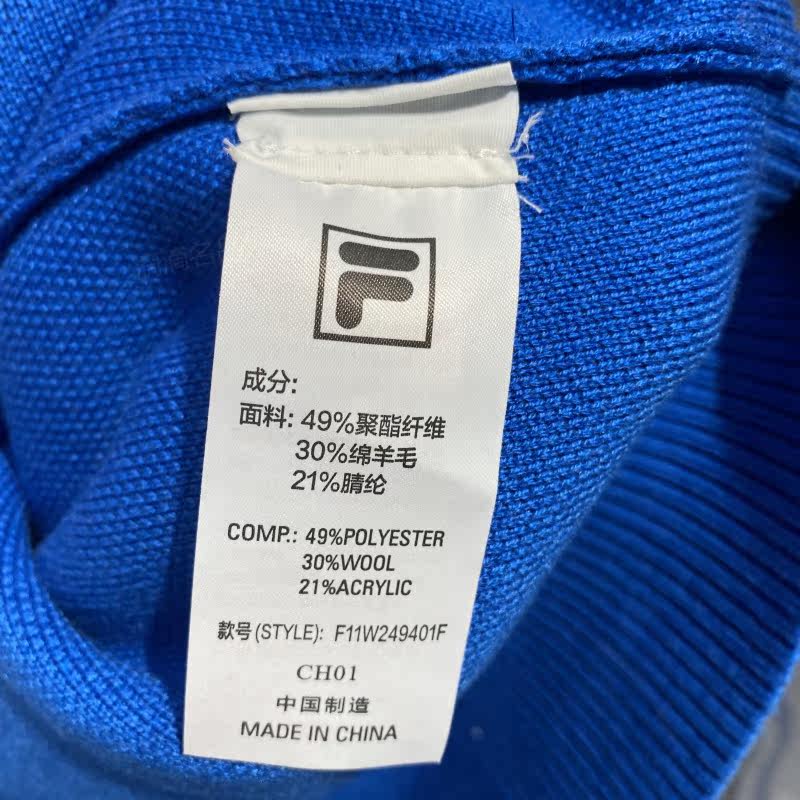 F
成分:
面料: 49%聚酯纤维
30%绵羊毛
21%腈纶
COMP.: 49%POLYESTER
30%WOOL
21%ACRYLIC
款号(STYLE): F11W249401F
CH01
中国制造
MADE IN CHINA